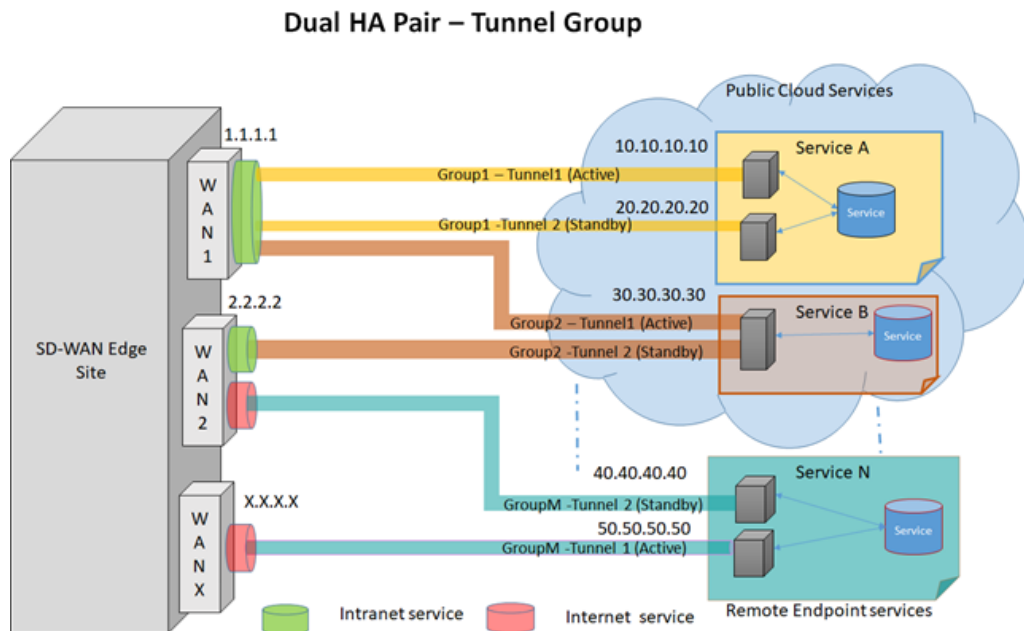 Dual HA Pair – Tunnel Group
Public Cloud Services
1.1.1.1
10.10.10.10
Service A
WAN1
Group1 – Tunnel1 (Active)
20.20.20.20
Service
Group1 -Tunnel 2 (Standby)
2.2.2.2
30.30.30.30
Service B
Group2 – Tunnel1 (Active)
Service
SD-WAN Edge
Site
WAN2
Group2 -Tunnel 2 (Standby)
40.40.40.40
Service N
X.X.X.X
GroupM -Tunnel 2 (Standby)
50.50.50.50
Service
WANX
GroupM -Tunnel 1 (Active)
Intranet service
Internet service
Remote Endpoint services